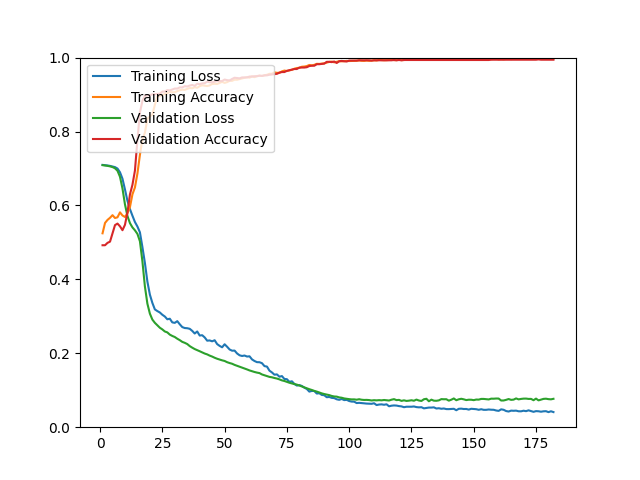 1.0
0.8
0.6
0.4
0.2
0.0
Training Loss
Training Accuracy
Validation Loss
Validation Accuracy
0 25 50 75 100 125 150 175